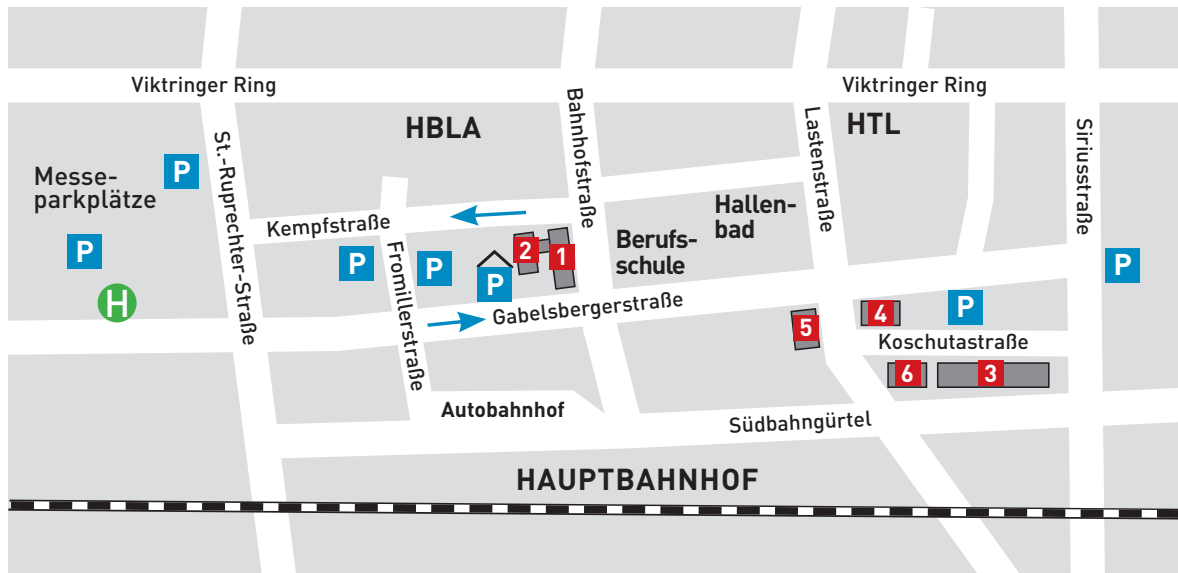 Viktringer Ring
Viktringer Ring
HBLA
HTL
Bahnhofstraße
Lastenstraße
Siriusstraße
St.-Ruprechter-Straße
P
Messe-
parkplätze
Kempfstraße
Hallen-
bad
Berufs-
schule
P
P
P
P
2
1
P
H
Fromillerstraße
Gabelsbergerstraße
5
4
P
Koschutastraße
6
3
Autobahnhof
Südbahngürtel
HAUPTBAHNHOF